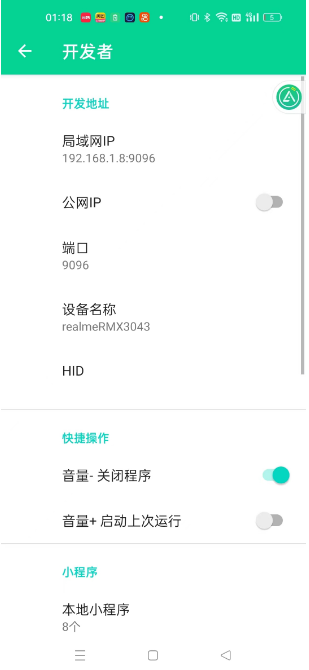 01:18
开发者
开发地址
局域网IP
192.168.1.8:9096
公网IP
端口
9096
设备名称
realmeRMX3043
HID
快捷操作
音量- 关闭程序
音量+ 启动上次运行
小程序
本地小程序
8个